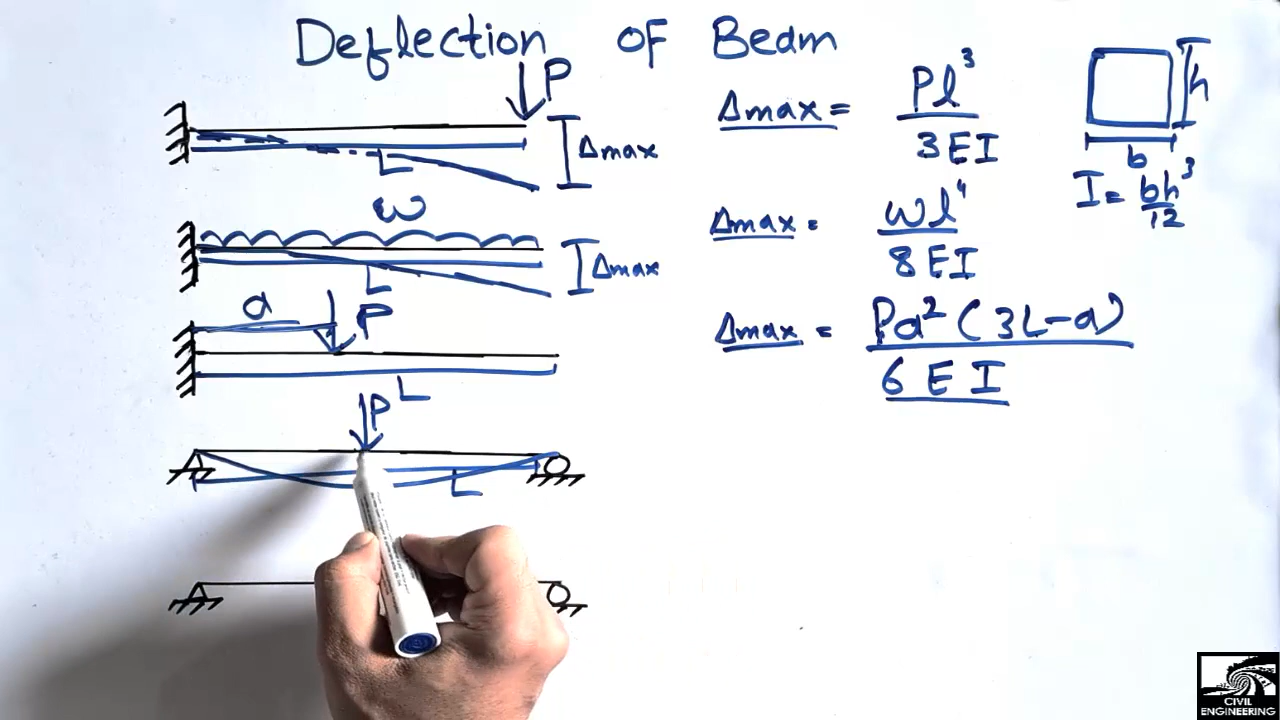 Deflection of Beam
P
Δmax
L
Δmax = Pl³ / 3EI
h
b
I = bh³/12
ω
Δmax
L
Δmax = ωl⁴ / 8EI
a
P
L
Δmax = Pa² (3L-a) / 6EI
P
L
CIVIL
ENGINEERING